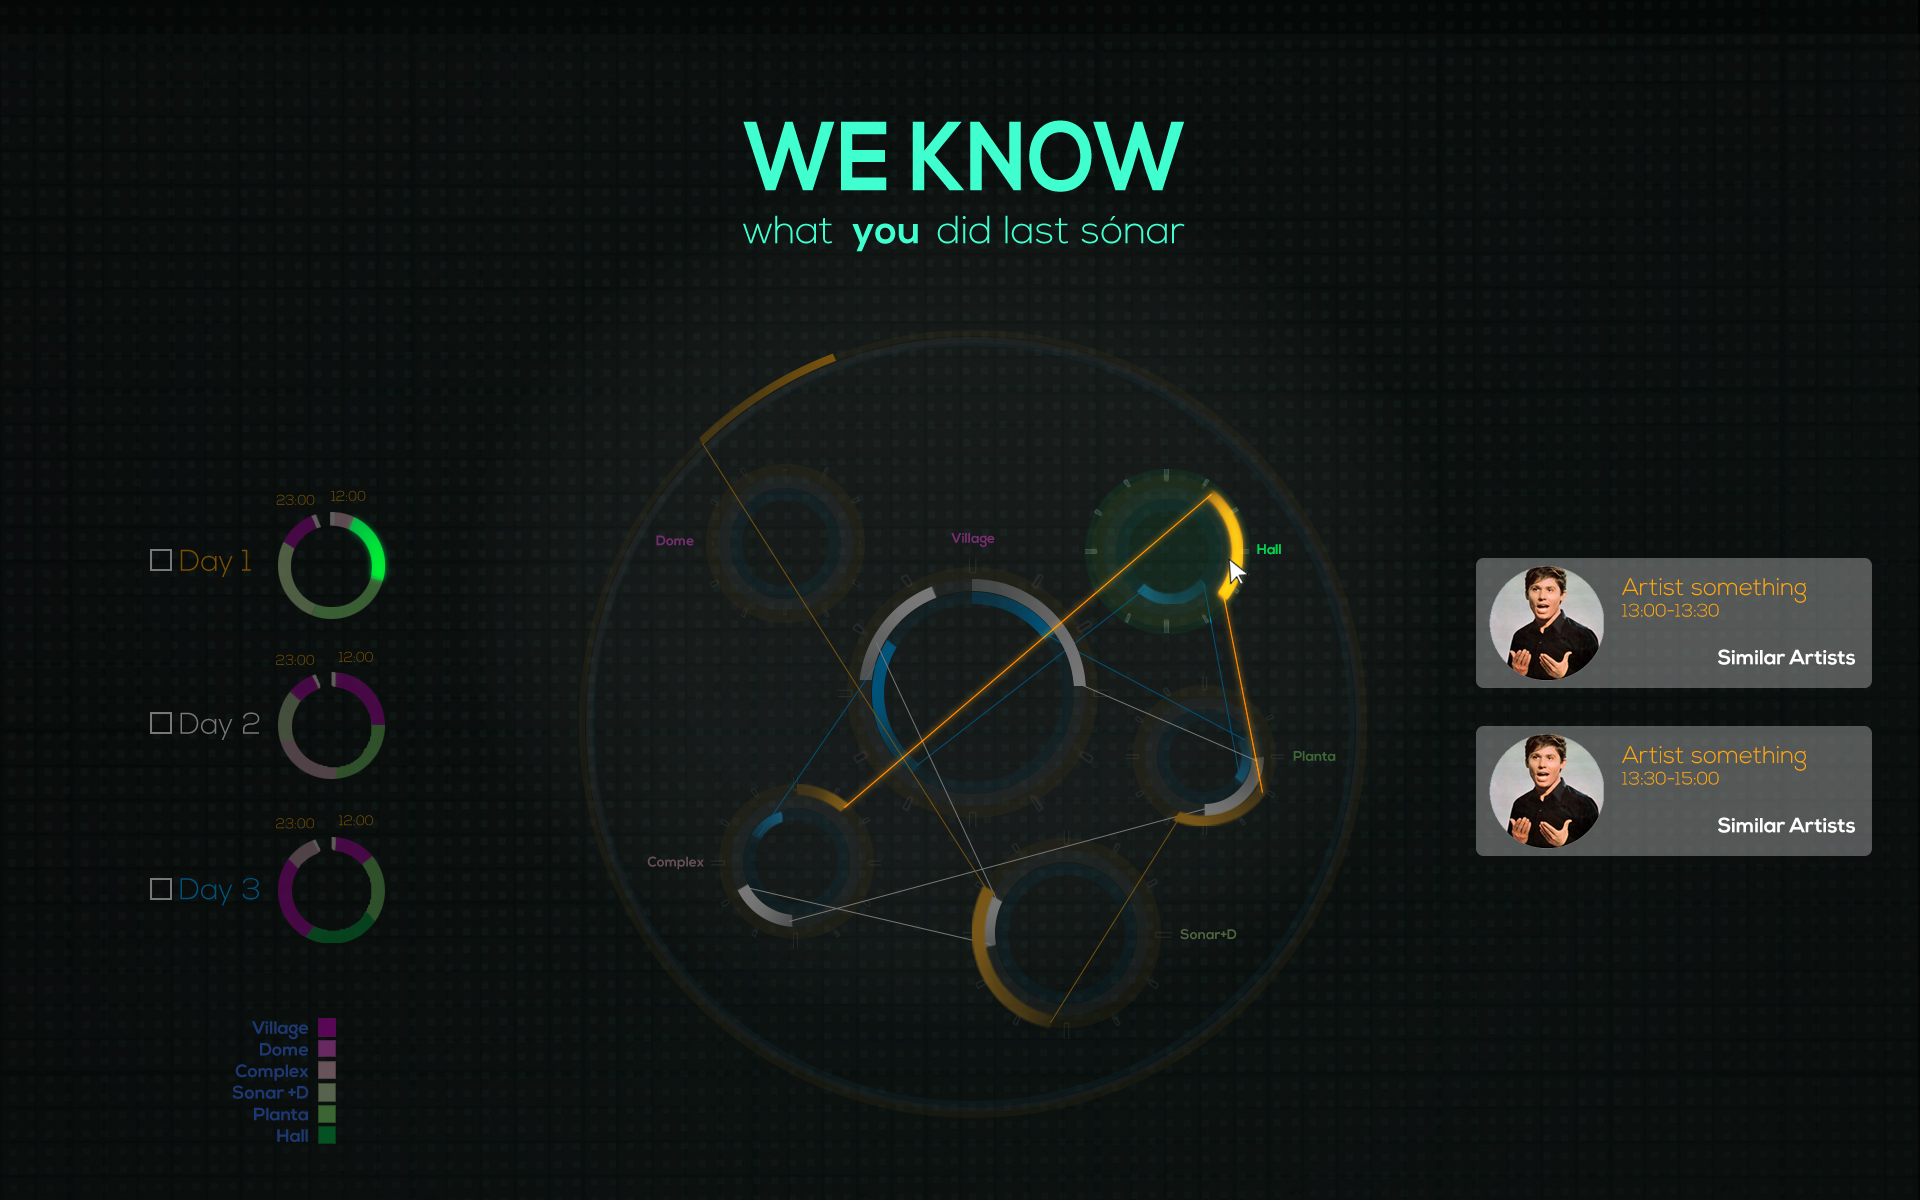 WE KNOW
what you did last sónar
23:00 12:00
Day 1
23:00 12:00
Day 2
23:00 12:00
Day 3
Village
Dome
Complex
Sonar +D
Planta
Hall
Dome
Village
Hall
Planta
Complex
Sonar+D
Artist something
13:00-13:30
Similar Artists
Artist something
13:30-15:00
Similar Artists